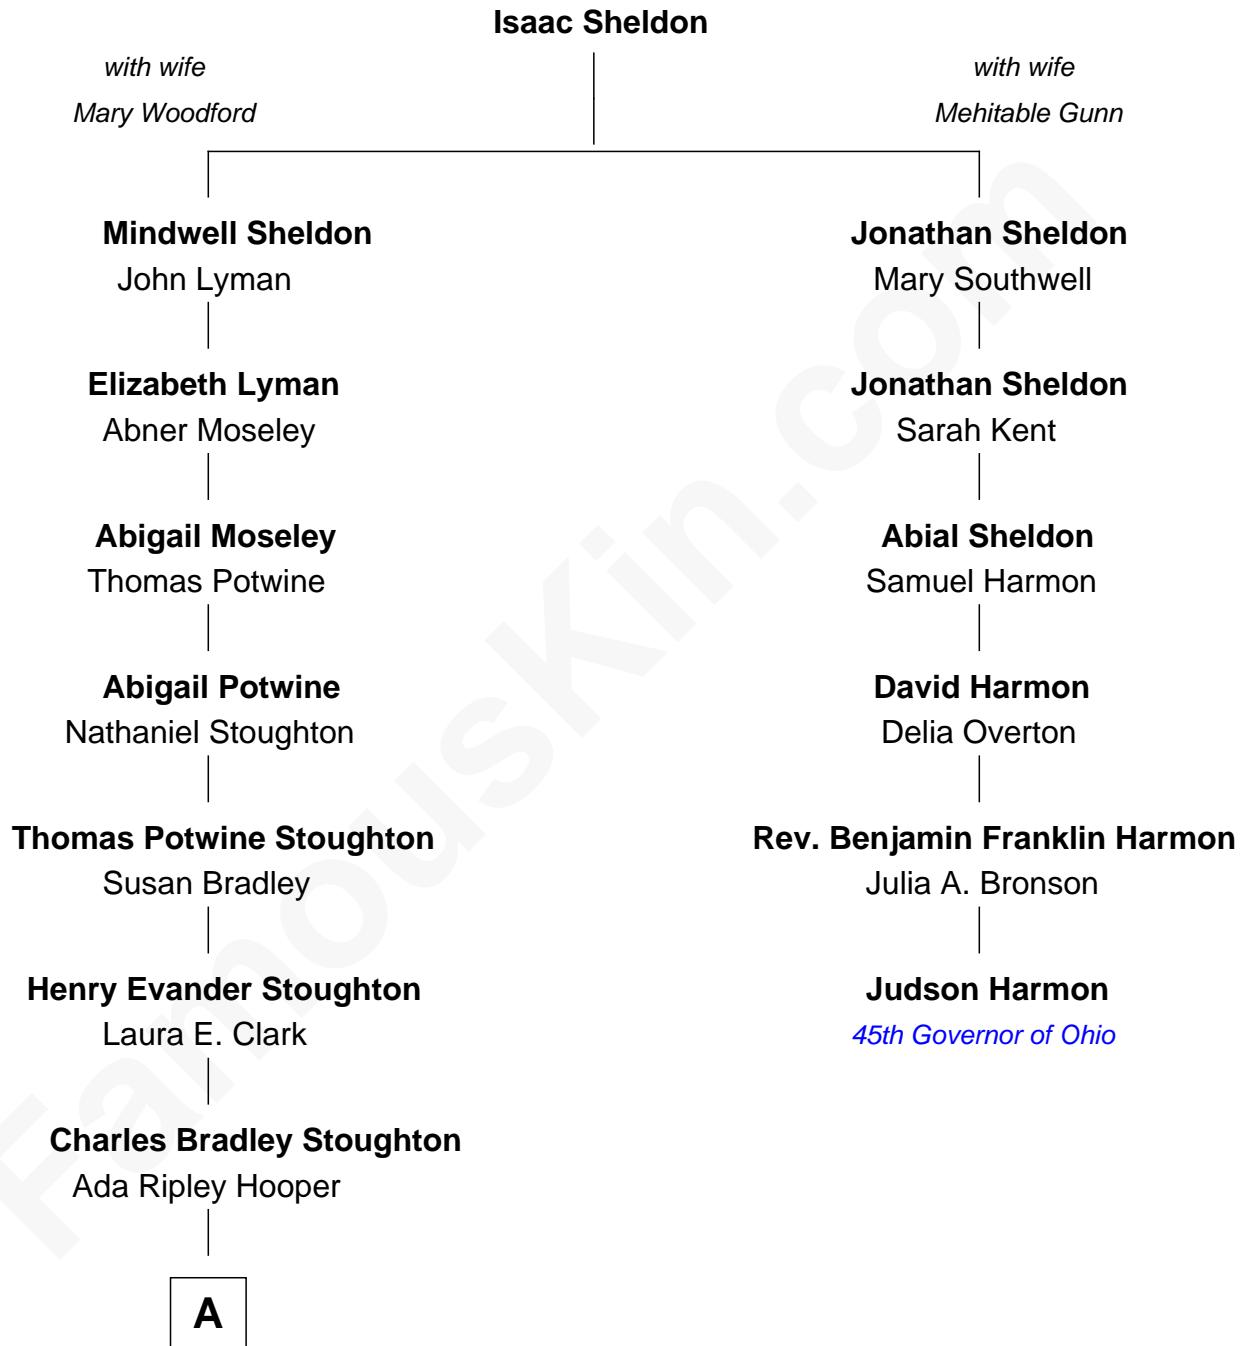 Isaac Sheldon
with wife
Mary Woodford
with wife
Mehitable Gunn
Mindwell Sheldon
John Lyman
Jonathan Sheldon
Mary Southwell
Elizabeth Lyman
Abner Moseley
Jonathan Sheldon
Sarah Kent
Abigail Moseley
Thomas Potwine
Abial Sheldon
Samuel Harmon
Abigail Potwine
Nathaniel Stoughton
David Harmon
Delia Overton
Thomas Potwine Stoughton
Susan Bradley
Rev. Benjamin Franklin Harmon
Julia A. Bronson
Henry Evander Stoughton
Laura E. Clark
Judson Harmon
45th Governor of Ohio
Charles Bradley Stoughton
Ada Ripley Hooper
A
FamousKin.com